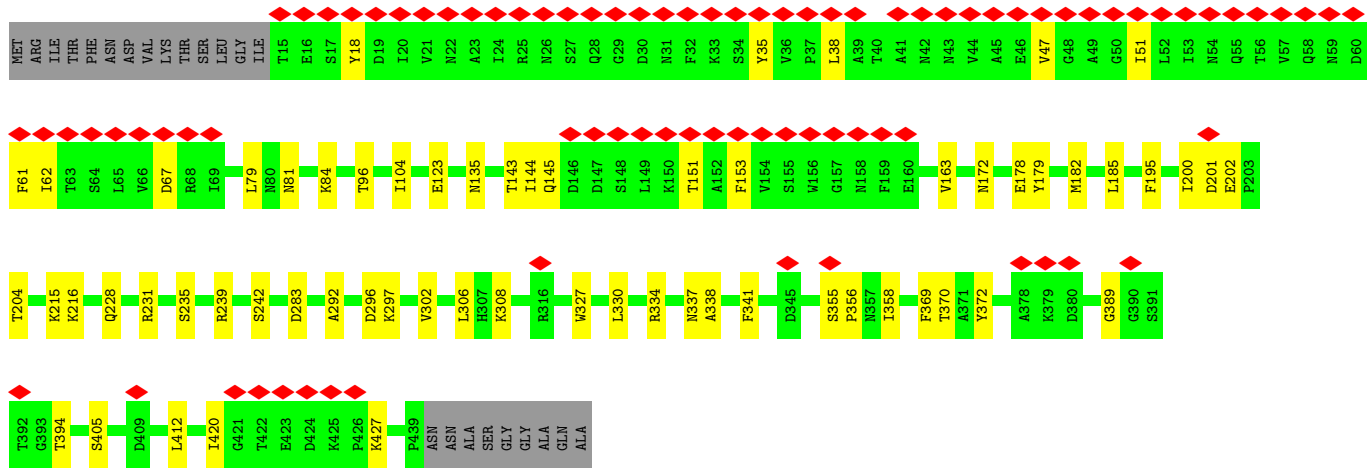 MET ARG ILE THR PHE ASN ASP VAL LYS THR SER LEU GLY ILE T15 E16 S17 Y18 D19 I20 V21 N22 A23 I24 R25 N26 S27 Q28 G29 D30 N31 F32 K33 S34 Y35 V36 P37 L38 A39 T40 A41 N42 N43 V44 A45 E46 V47 G48 A49 G50 I51 L52 I53 N54 Q55 T56 V57 Q58 N59 D60
F61 I62 T63 S64 L65 V66 D67 R68 I69 L79 N80 N81 K84 T96 I104 E123 N135 T143 I144 Q145 D146 D147 S148 L149 K150 T151 A152 F153 V154 S155 W156 G157 N158 F159 E160 V163 N172 E178 Y179 M182 L185 F195 I200 D201 E202 P203
T204 K215 K216 Q228 R231 S235 R239 S242 D283 A292 D296 K297 V302 L306 H307 K308 R316 W327 L330 R334 N337 A338 F341 D345 S355 P356 N357 I358 F369 T370 A371 Y372 A378 K379 D380 G389 G390 S391
T392 G393 T394 S405 D409 L412 I420 G421 T422 E423 D424 K425 P426 K427 P439 ASN ASN ALA SER GLY GLY ALA GLN ALA